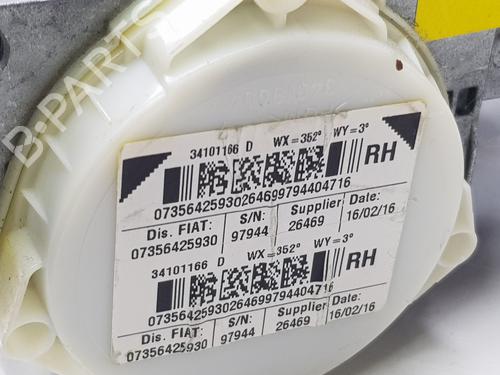 B-PARTS
34101166 D WX=352° WY=3°
RH
07356425930264699794404716
Dis. FIAT: S/N: Supplier Date:
07356425930 97944 26469 16/02/16
34101166 D WX=352° WY=3°
RH
07356425930264699794404716
Dis. FIAT: S/N: Supplier Date:
07356425930 97944 26469 16/02/16